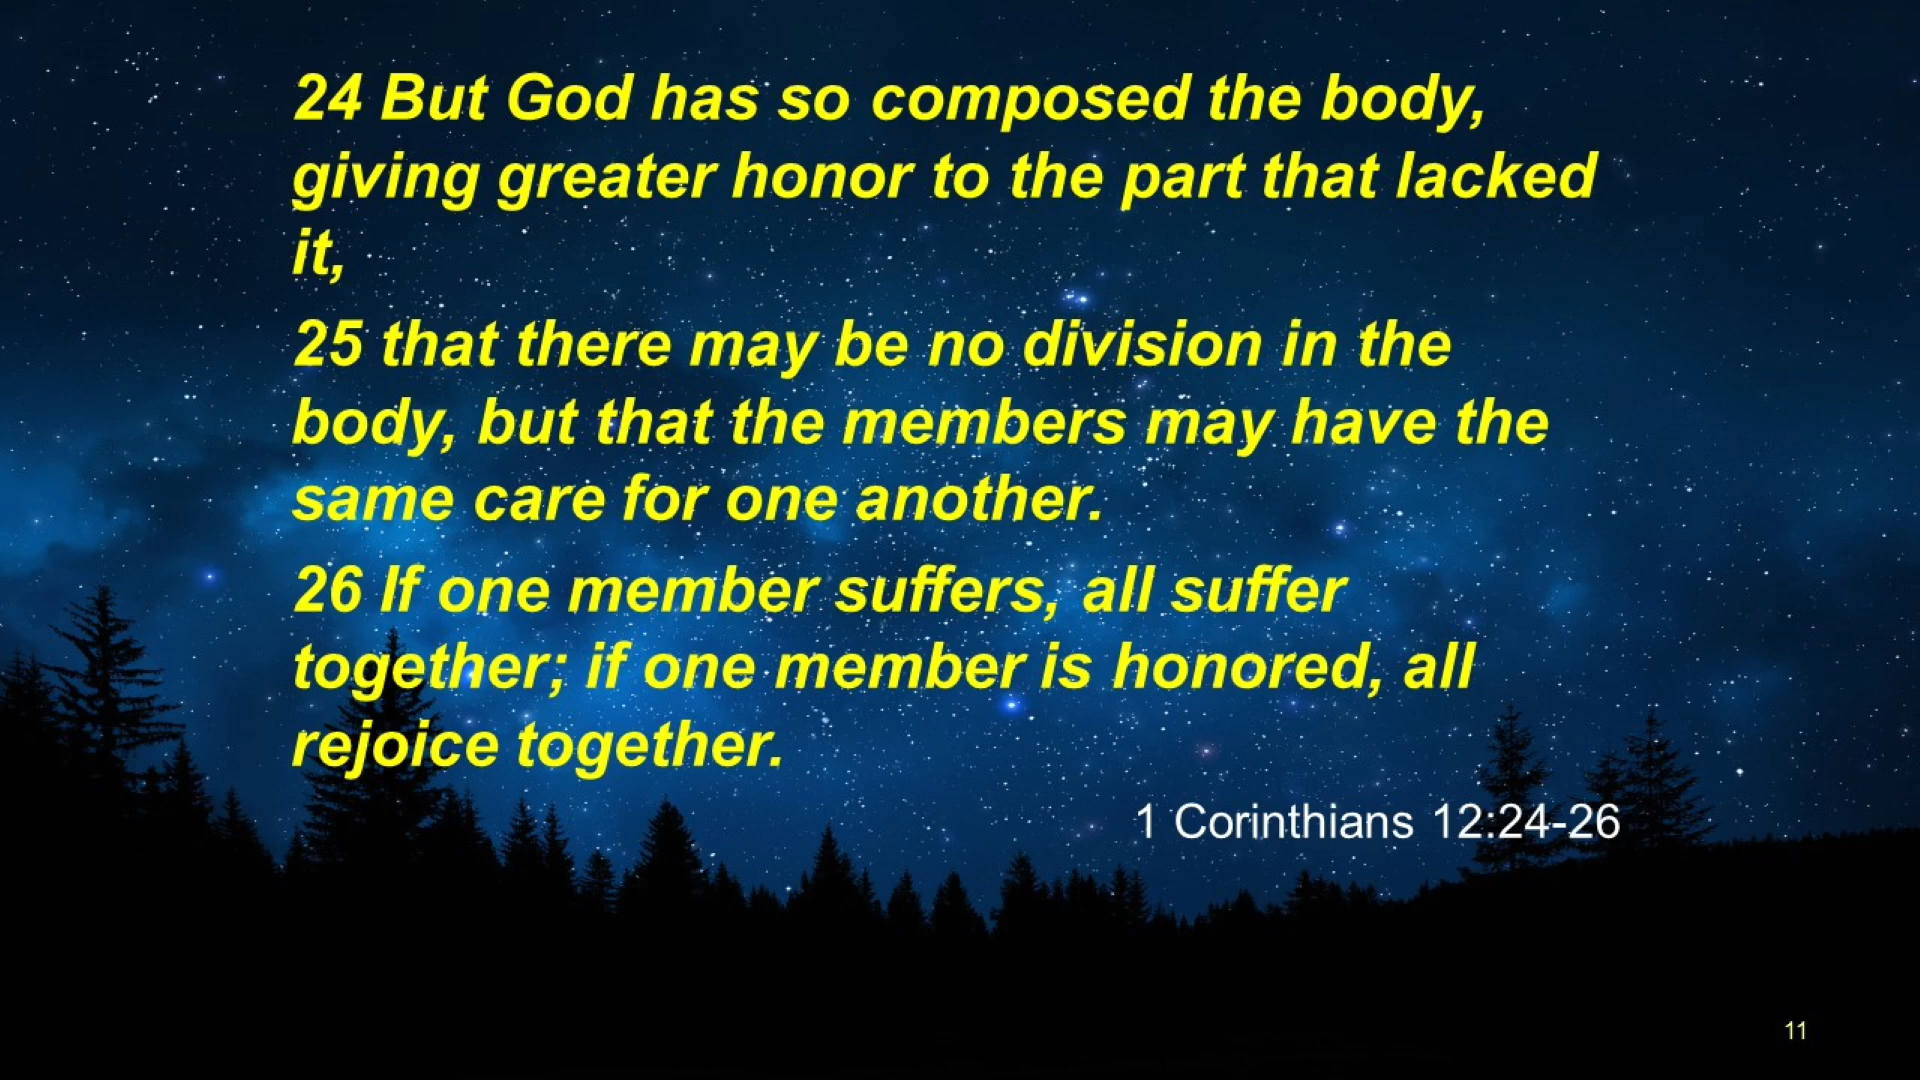 24 But God has so composed the body,
giving greater honor to the part that lacked
it,
25 that there may be no division in the
body, but that the members may have the
same care for one another.
26 If one member suffers, all suffer
together; if one member is honored, all
rejoice together.
1 Corinthians 12:24-26
11